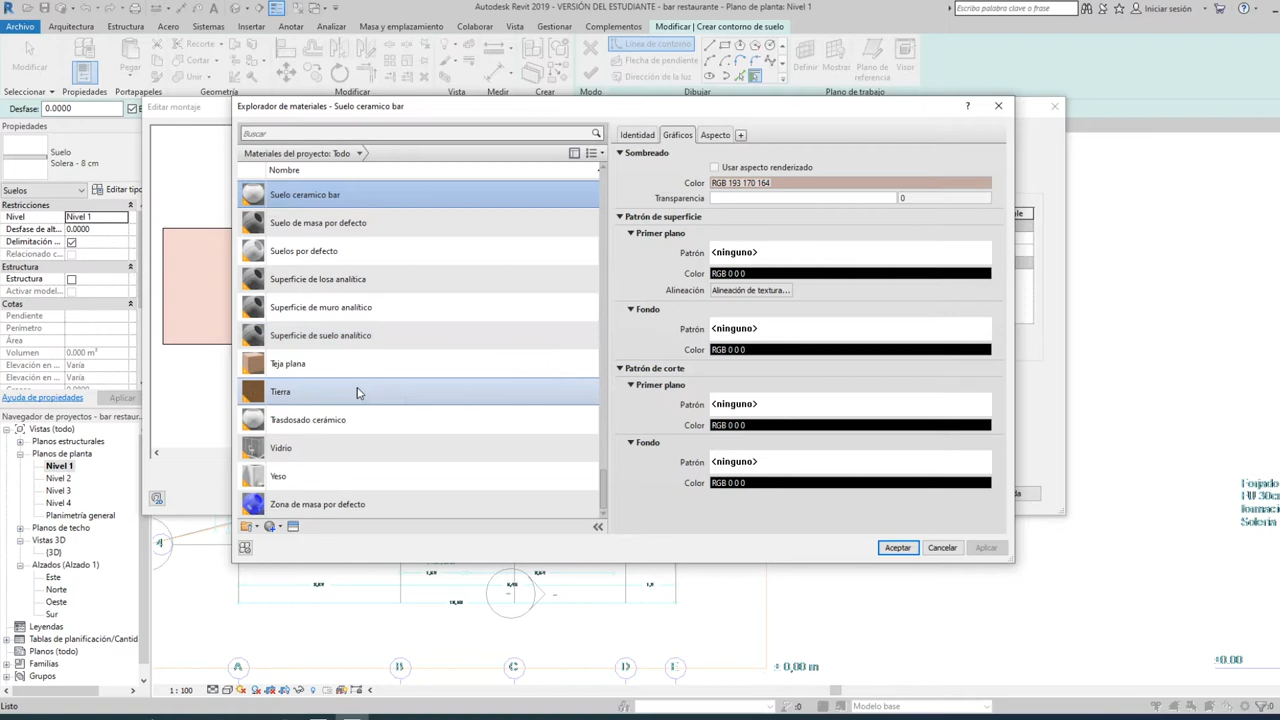 Autodesk Revit 2019 - VERSIÓN DEL ESTUDIANTE - bar restaurante - Plano de planta: Nivel 1
Escriba palabra clave o frase
Iniciar sesión
Archivo Arquitectura Estructura Acero Sistemas Insertar Anotar Analizar Masa y emplazamiento Colaborar Vista Gestionar Complementos Modificar | Crear contorno de suelo
Modificar
Pegar
Recorte
Cortar
Unir
Línea de contorno
Flecha de pendiente
Dirección de la luz
Definir Mostrar Plano de referencia Visor
Seleccionar Propiedades Portapapeles Geometría Modificar Vista Medir Crear Modo Dibujar Plano de trabajo
Desfase: 0.0000
Editar montaje
Propiedades
Suelo
Solera - 8 cm
Suelos
Editar tipo
Restricciones
Nivel Nivel 1
Desfase de alt... 0.0000
Delimitación ...
Relacionado c...
Estructura
Estructura
Activar model...
Cotas
Pendiente
Perímetro
Área
Volumen 0.000 m³
Elevación en ... Varía
Elevación en ... Varía
Ayuda de propiedades
Aplicar
Navegador de proyectos - bar restaur...
Vistas (todo)
Planos estructurales
Planos de planta
Nivel 1
Nivel 2
Nivel 3
Nivel 4
Planimetría general
Planos de techo
Vistas 3D
{3D}
Alzados (Alzado 1)
Este
Norte
Oeste
Sur
Leyendas
Tablas de planificación/Cantid
Planos (todo)
Familias
Grupos
Explorador de materiales - Suelo ceramico bar
?
Buscar
Materiales del proyecto: Todo
Nombre
Suelo ceramico bar
Suelo de masa por defecto
Suelos por defecto
Superficie de losa analítica
Superficie de muro analítico
Superficie de suelo analítico
Teja plana
Tierra
Trasdosado cerámico
Vidrio
Yeso
Zona de masa por defecto
Identidad Gráficos Aspecto
Sombreado
Usar aspecto renderizado
Color RGB 193 170 164
Transparencia 0
Patrón de superficie
Primer plano
Patrón <ninguno>
Color RGB 0 0 0
Alineación Alineación de textura...
Fondo
Patrón <ninguno>
Color RGB 0 0 0
Patrón de corte
Primer plano
Patrón <ninguno>
Color RGB 0 0 0
Fondo
Patrón <ninguno>
Color RGB 0 0 0
Aceptar Cancelar Aplicar
Forjado
Solería
A B C D E
±0,00 m
±0.00
1 : 100
Listo
:0
Modelo base
:0